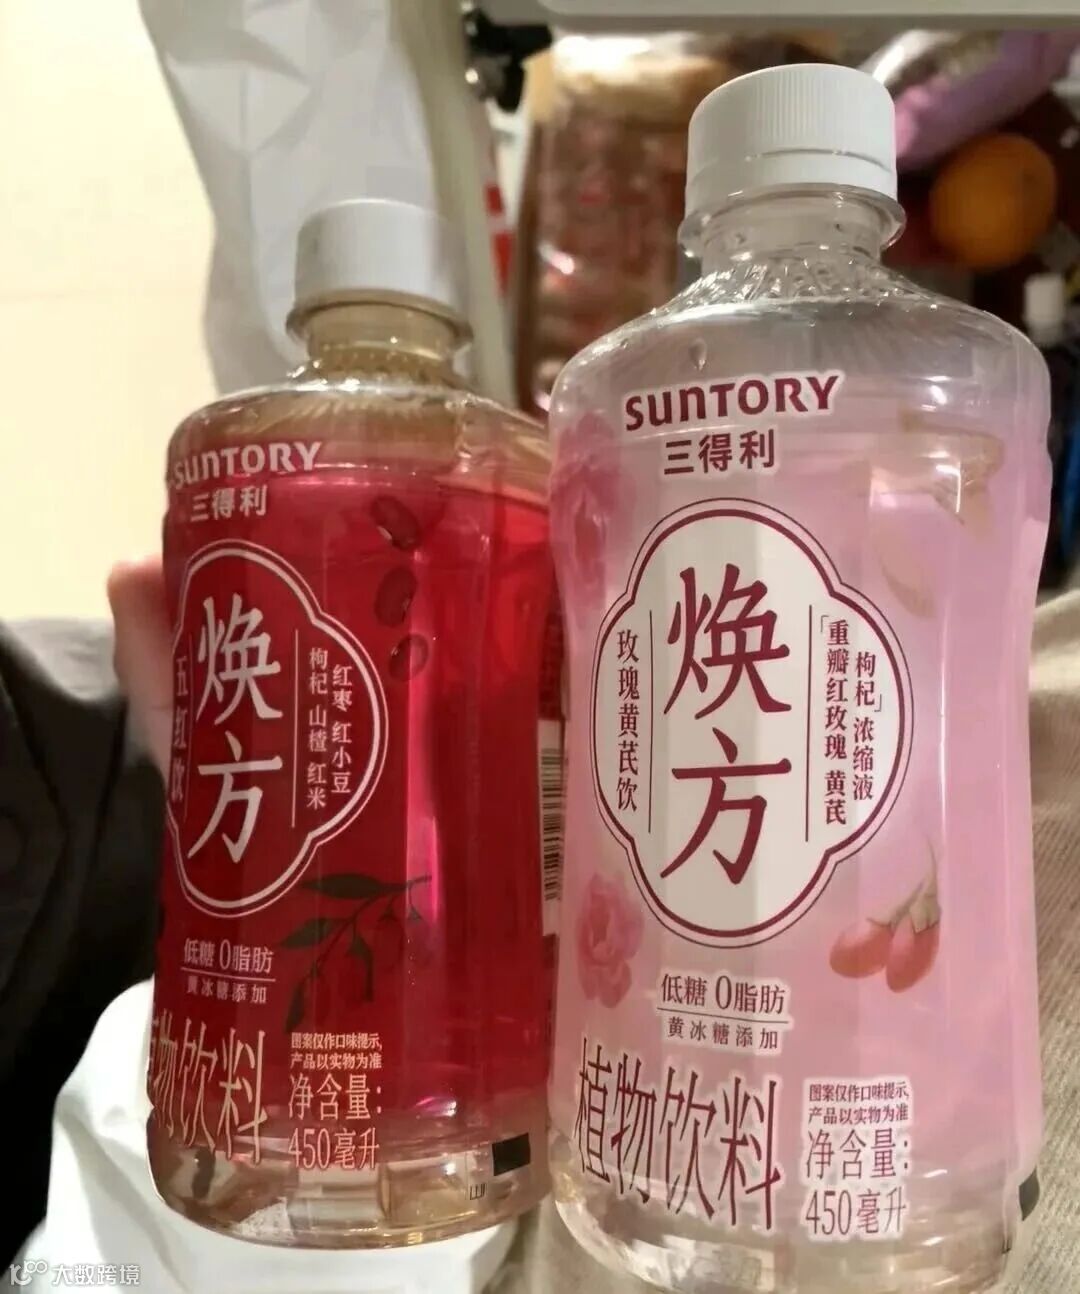 SUNTORY
三得利
焕方
五红饮
红枣 红小豆
枸杞 山楂 红米
低糖 0脂肪
黄冰糖添加
植物饮料
图案仅作口味提示,
产品以实物为准
净含量:
450毫升
SUNTORY
三得利
焕方
玫瑰黄芪饮
「重瓣红玫瑰 黄芪
枸杞」浓缩液
低糖 0脂肪
黄冰糖添加
植物饮料
图案仅作口味提示,
产品以实物为准
净含量:
450毫升
大数跨境